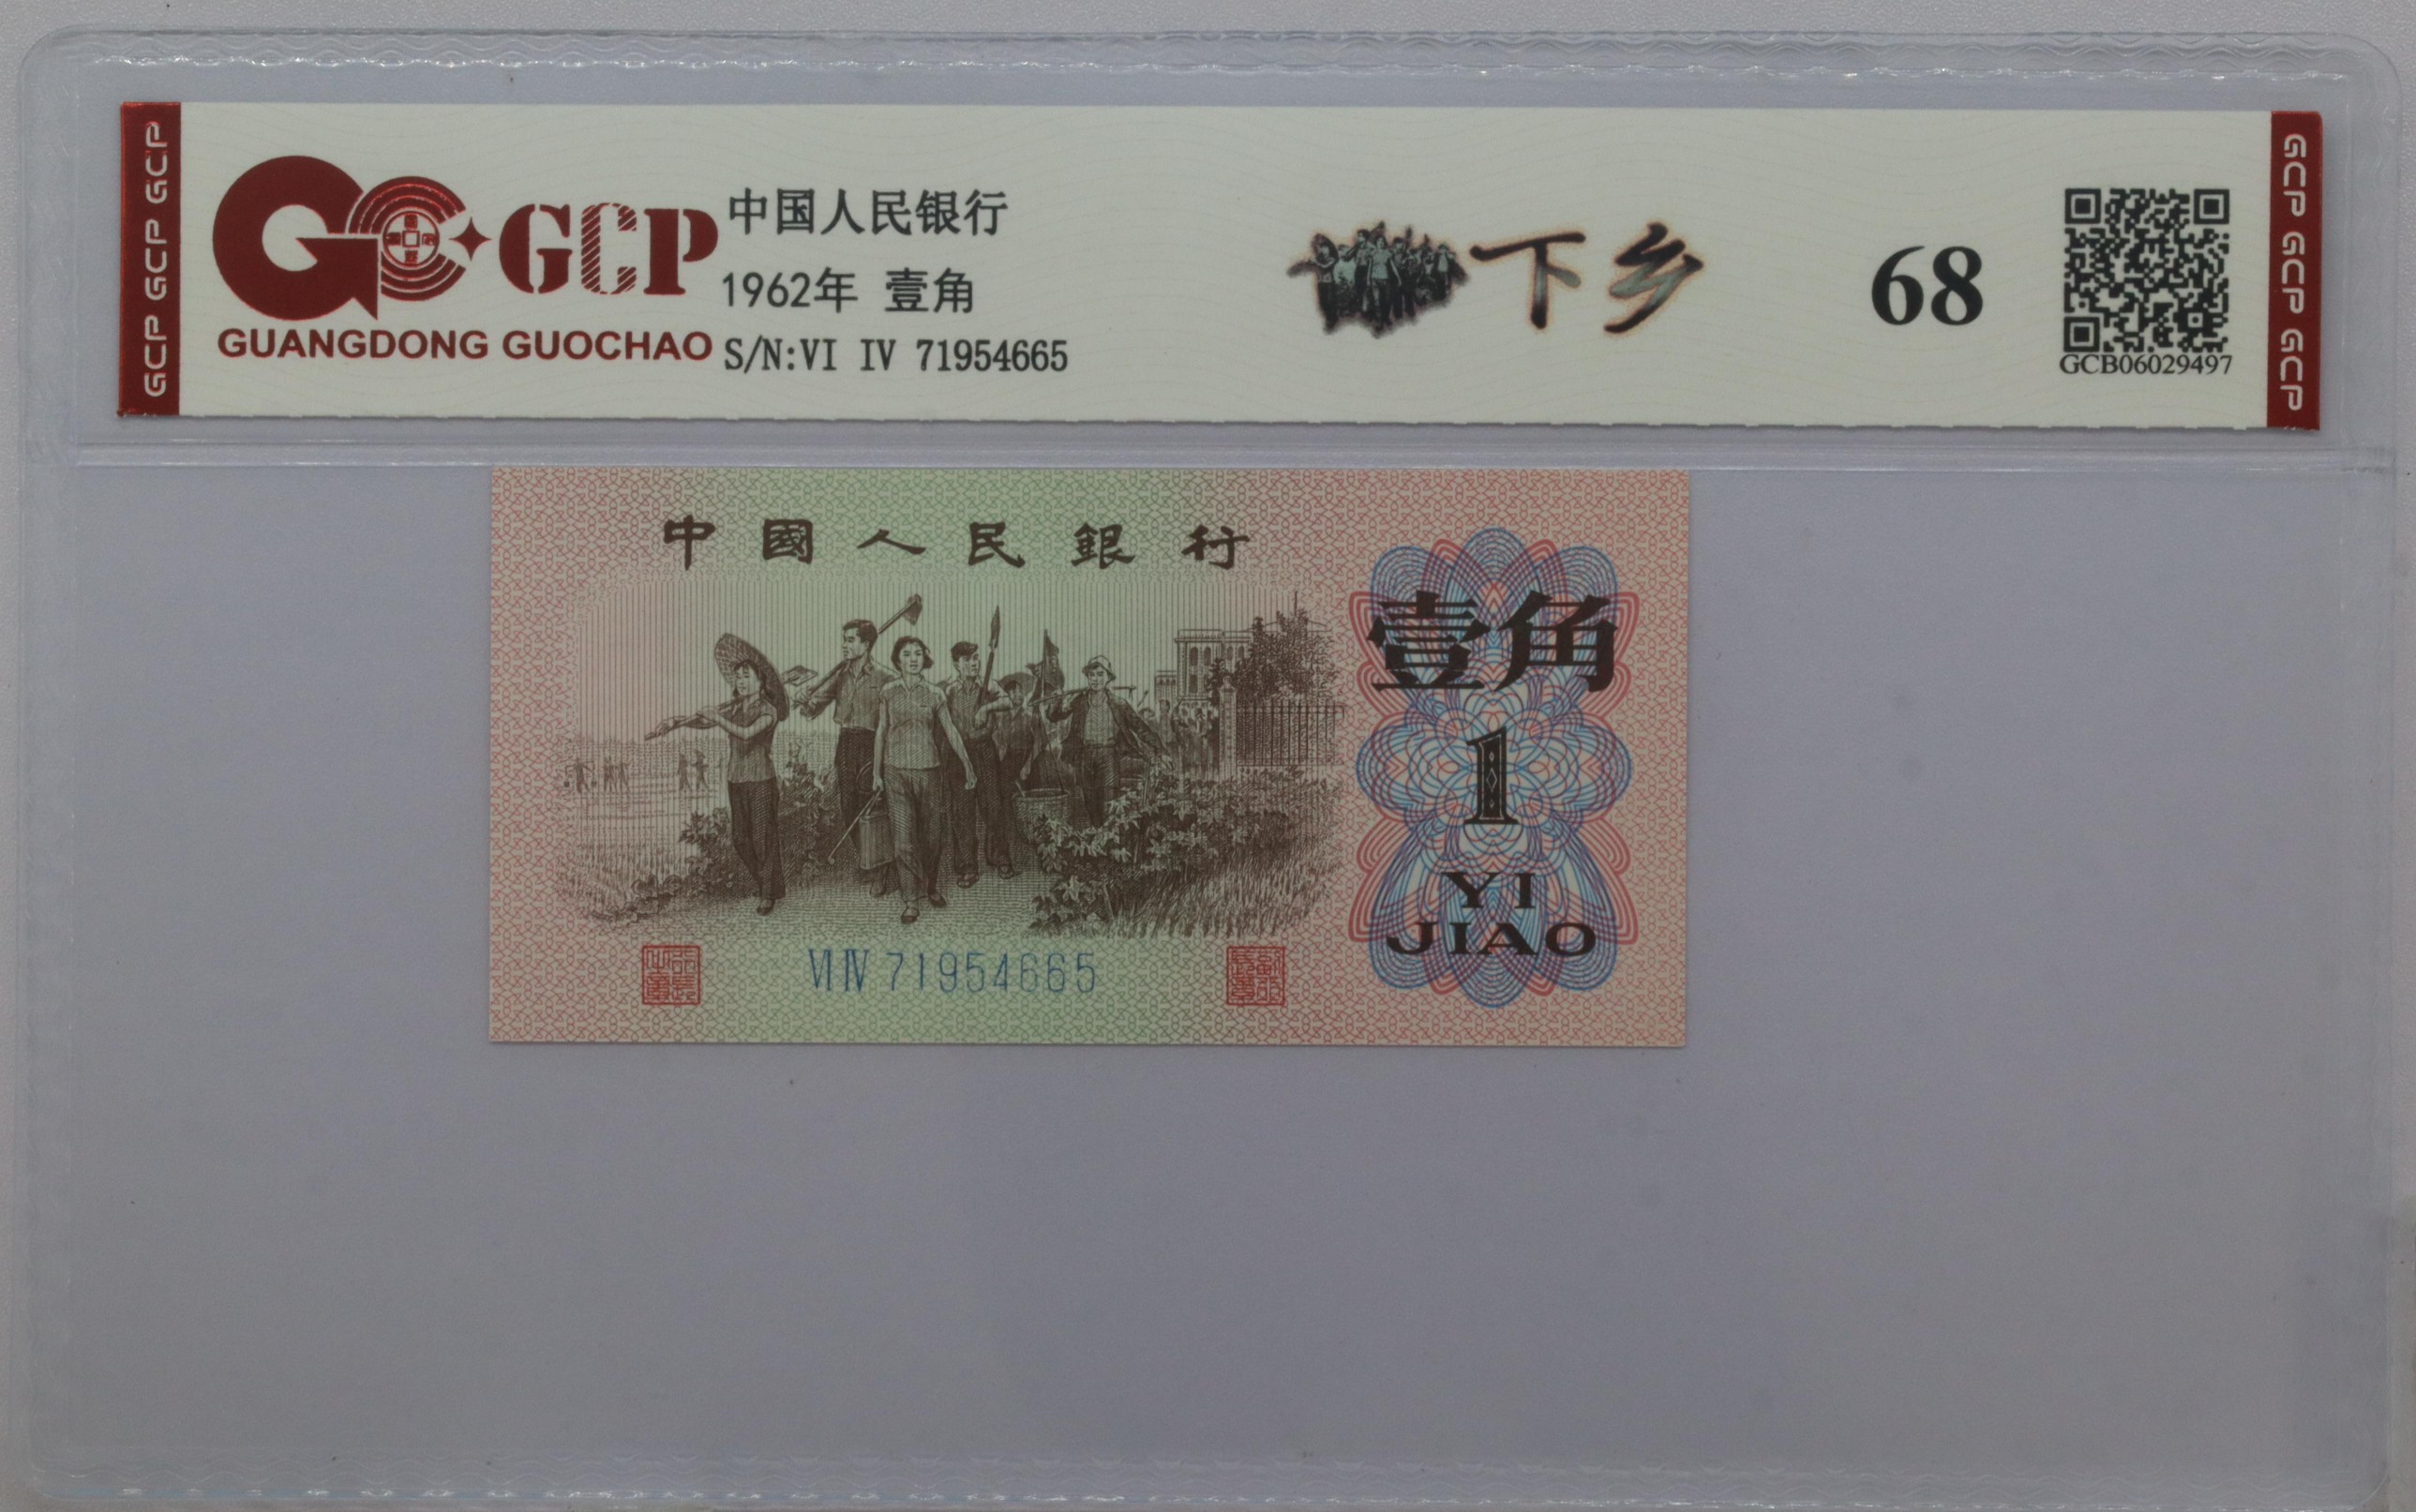 GCP GCP GCP
GCP
GUANGDONG GUOCHAO
中国人民银行
1962年 壹角
S/N:VI IV 71954665
下乡
68
GCB06029497
GCP GCP GCP
中國人民銀行
壹角
1
YI
JIAO
VI IV 71954665